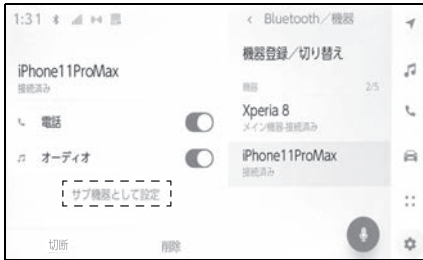 1:31
iPhone11ProMax
接続済み
電話
オーディオ
サブ機器として設定
切断
削除
Bluetooth/機器
機器登録/切り替え
機器
2/5
Xperia 8
メイン機器-接続済み
iPhone11ProMax
接続済み